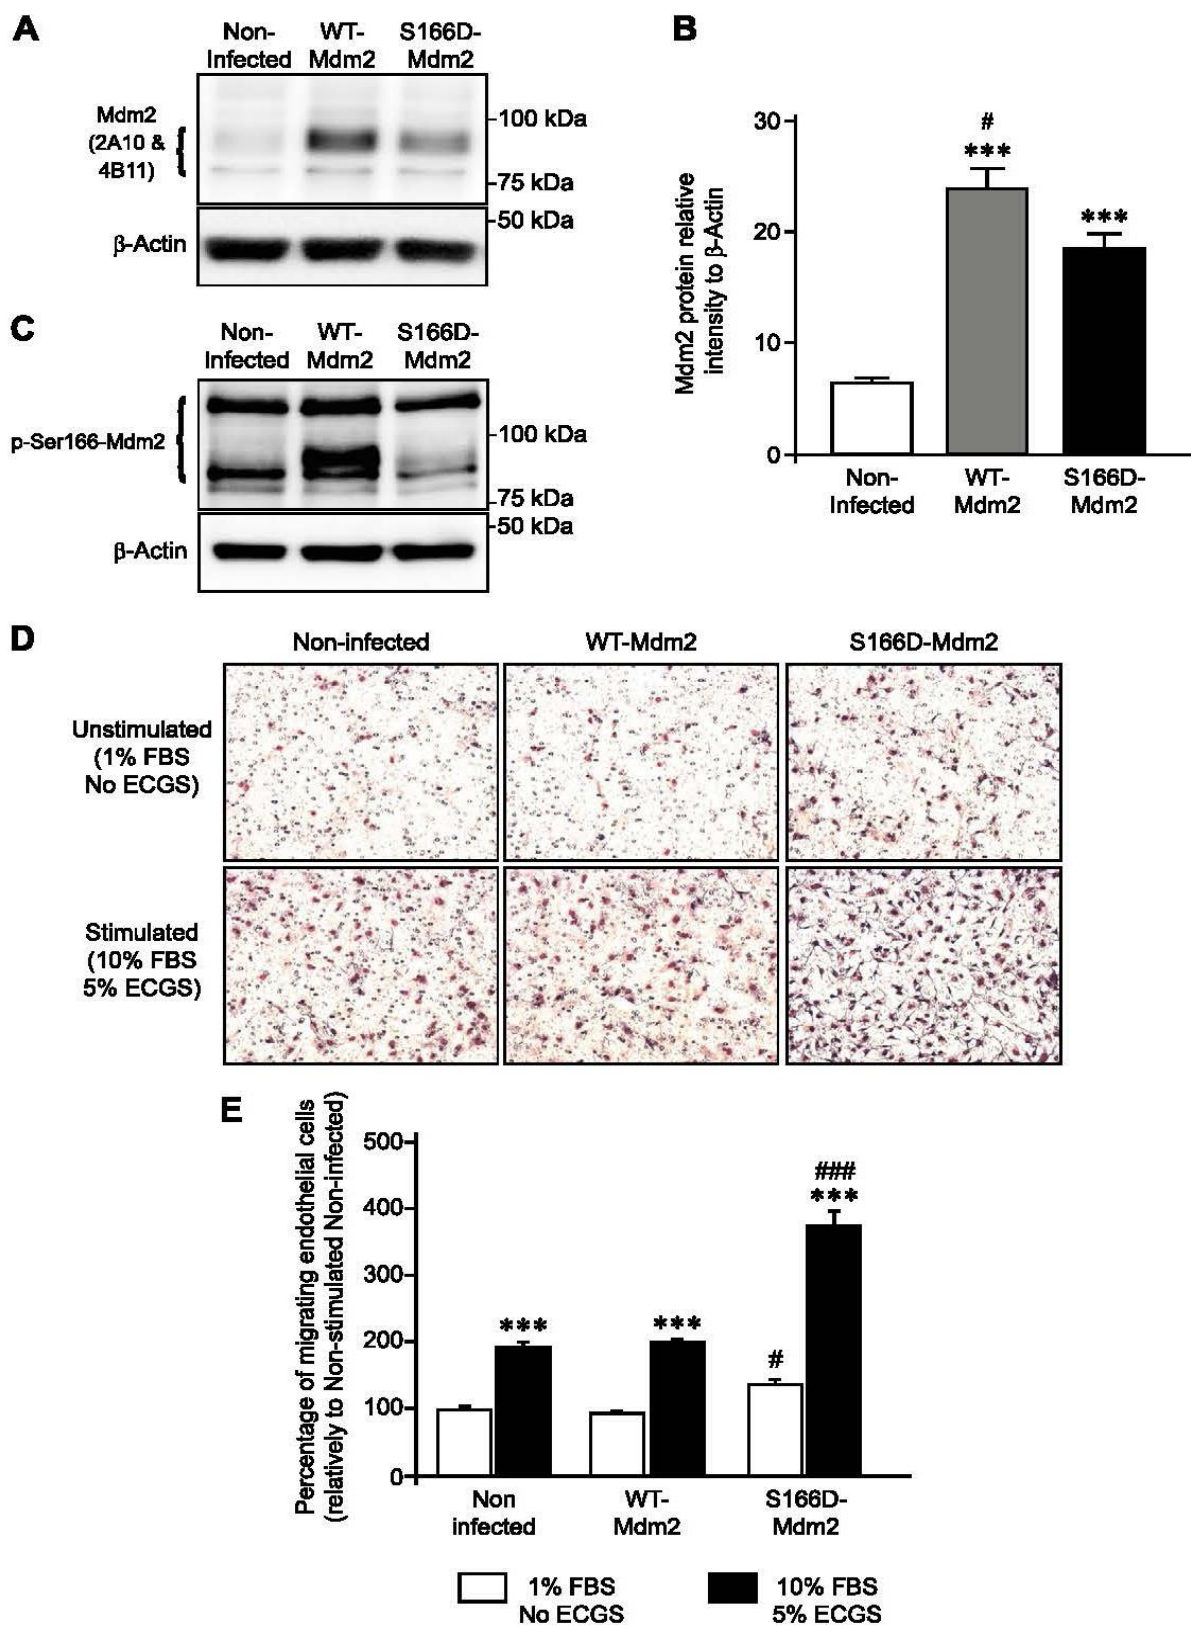 A
Non-
Infected
WT-
Mdm2
S166D-
Mdm2
Mdm2
(2A10 &
4B11)
100 kDa
75 kDa
50 kDa
β-Actin
B
Mdm2 protein relative
intensity to β-Actin
30
20
10
0
#
***
***
Non-
Infected
WT-
Mdm2
S166D-
Mdm2
C
Non-
Infected
WT-
Mdm2
S166D-
Mdm2
p-Ser166-Mdm2
100 kDa
75 kDa
50 kDa
β-Actin
D
Non-infected
WT-Mdm2
S166D-Mdm2
Unstimulated
(1% FBS
No ECGS)
Stimulated
(10% FBS
5% ECGS)
E
Percentage of migrating endothelial cells
(relatively to Non-stimulated Non-infected)
500
400
300
200
100
0
***
***
#
###
***
Non
infected
WT-
Mdm2
S166D-
Mdm2
1% FBS
No ECGS
10% FBS
5% ECGS